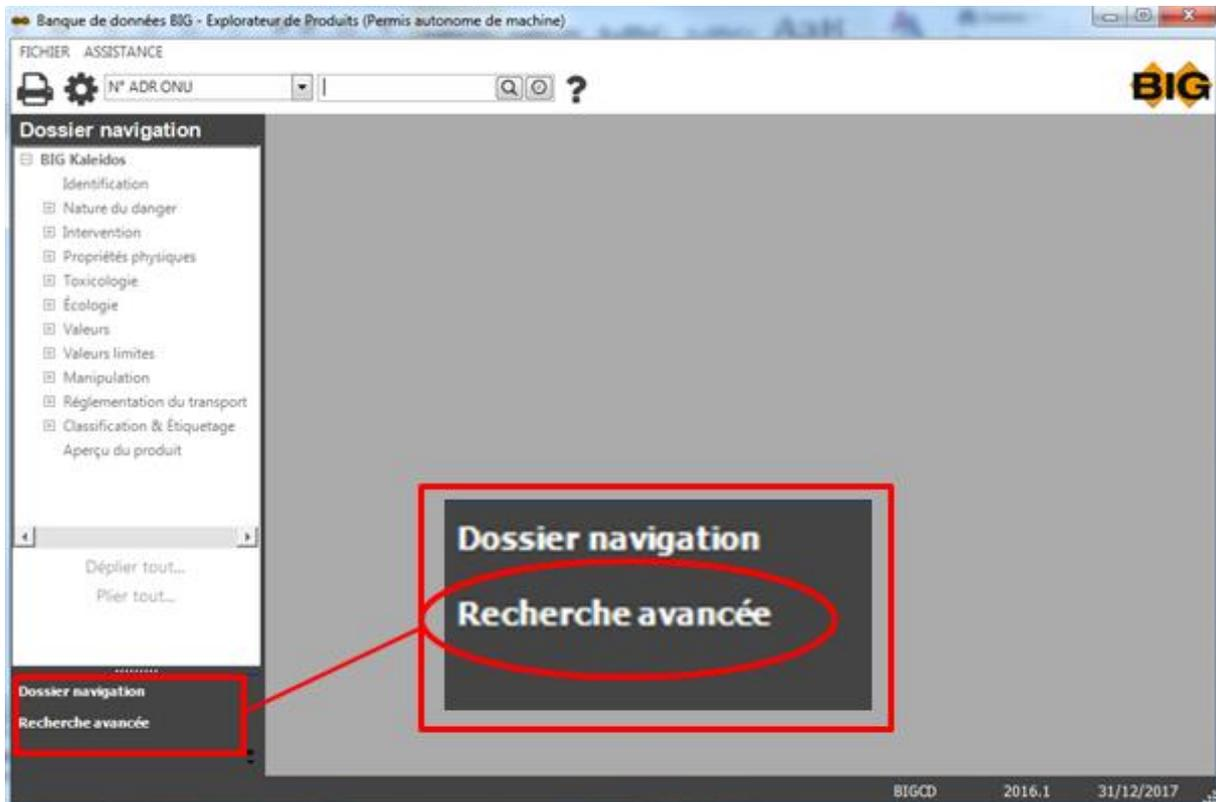 Banque de données BIG - Explorateur de Produits (Permis autonome de machine)
FICHIER ASSISTANCE
N° ADR ONU
?
BIG
Dossier navigation
BIG Kaleidos
Identification
Nature du danger
Intervention
Propriétés physiques
Toxicologie
Écologie
Valeurs
Valeurs limites
Manipulation
Réglementation du transport
Classification & Étiquetage
Aperçu du produit
Déplier tout...
Plier tout...
Dossier navigation
Recherche avancée
Dossier navigation
Recherche avancée
BIGCD 2016.1 31/12/2017